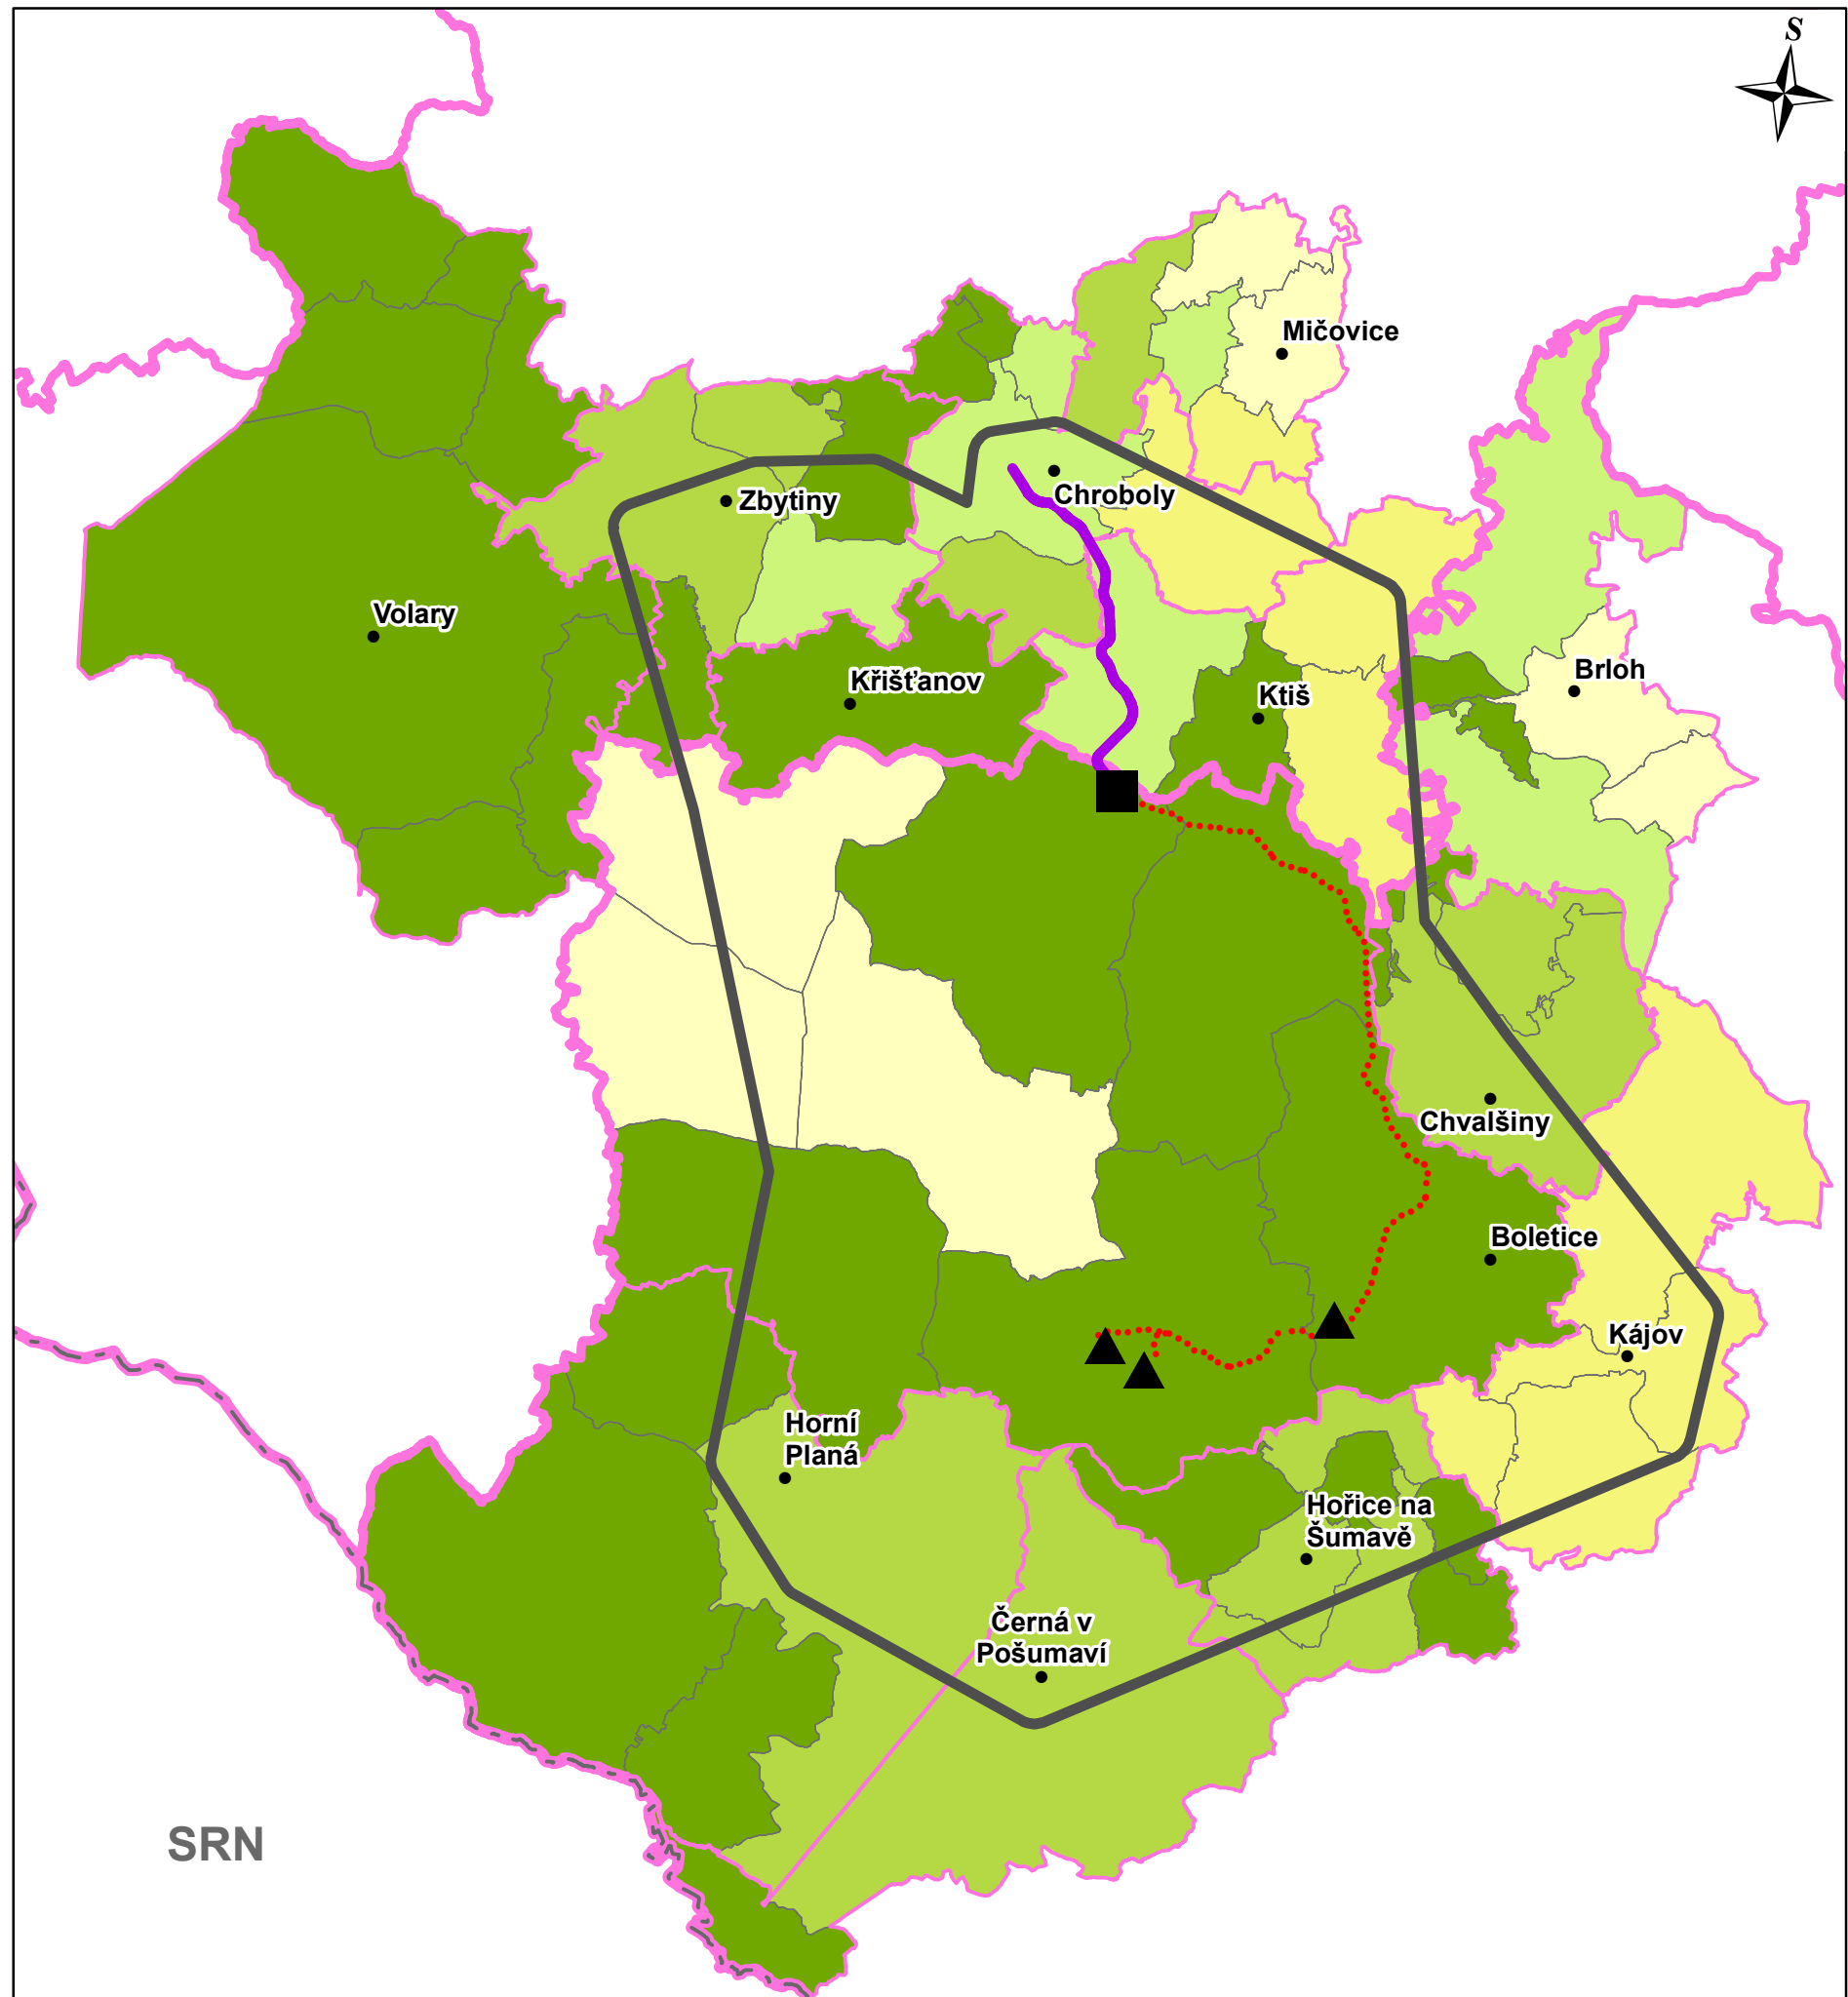 S
Mičovice
Chroboly
Zbytiny
Volary
Křišťanov
Ktiš
Brloh
Chvalšiny
Boletice
Kájov
Horní
Planá
Hořice na
Šumavě
Černá v
Pošumaví
SRN